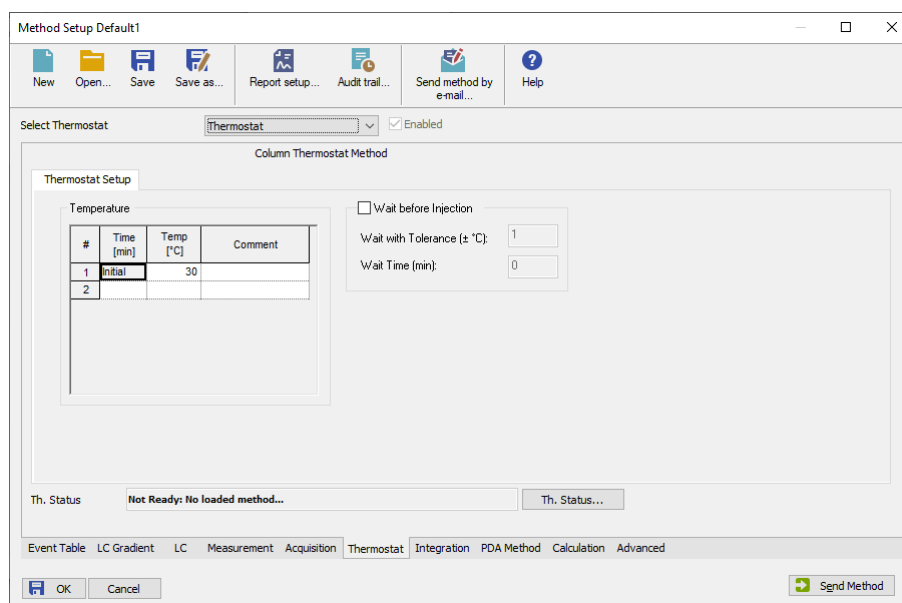 Method Setup Default1
New Open... Save Save as... Report setup... Audit trail... Send method by
e-mail... Help
Select Thermostat Thermostat Enabled
Column Thermostat Method
Thermostat Setup
Temperature
# Time
[min] Temp
[°C] Comment
1 Initial 30
2
Wait before Injection
Wait with Tolerance (± °C): 1
Wait Time (min): 0
Th. Status Not Ready: No loaded method... Th. Status...
Event Table LC Gradient LC Measurement Acquisition Thermostat Integration PDA Method Calculation Advanced
OK Cancel Send Method